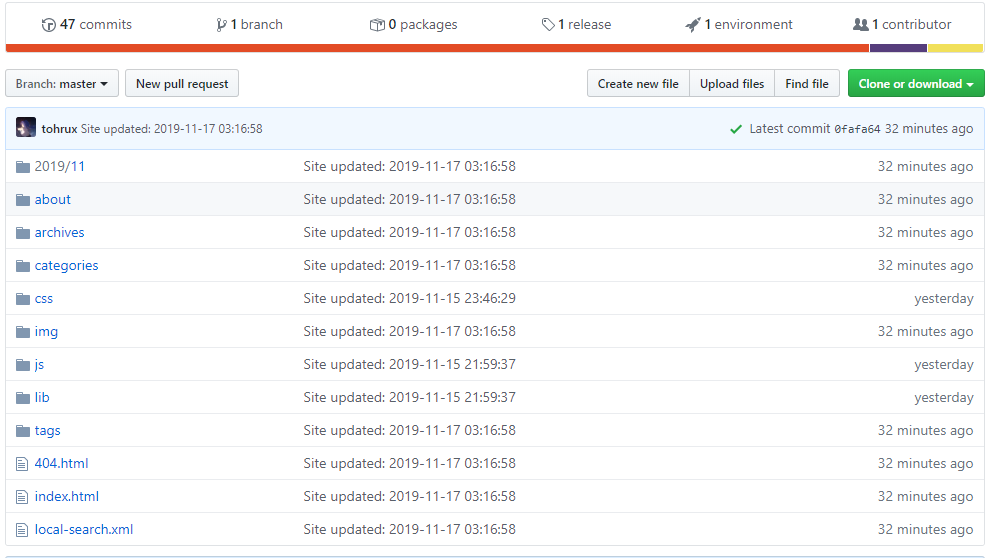 47 commits 1 branch 0 packages 1 release 1 environment 1 contributor
Branch: master New pull request Create new file Upload files Find file Clone or download
tohrux Site updated: 2019-11-17 03:16:58 Latest commit 0fafa64 32 minutes ago
2019/11 Site updated: 2019-11-17 03:16:58 32 minutes ago
about Site updated: 2019-11-17 03:16:58 32 minutes ago
archives Site updated: 2019-11-17 03:16:58 32 minutes ago
categories Site updated: 2019-11-17 03:16:58 32 minutes ago
css Site updated: 2019-11-15 23:46:29 yesterday
img Site updated: 2019-11-17 03:16:58 32 minutes ago
js Site updated: 2019-11-15 21:59:37 yesterday
lib Site updated: 2019-11-15 21:59:37 yesterday
tags Site updated: 2019-11-17 03:16:58 32 minutes ago
404.html Site updated: 2019-11-17 03:16:58 32 minutes ago
index.html Site updated: 2019-11-17 03:16:58 32 minutes ago
local-search.xml Site updated: 2019-11-17 03:16:58 32 minutes ago